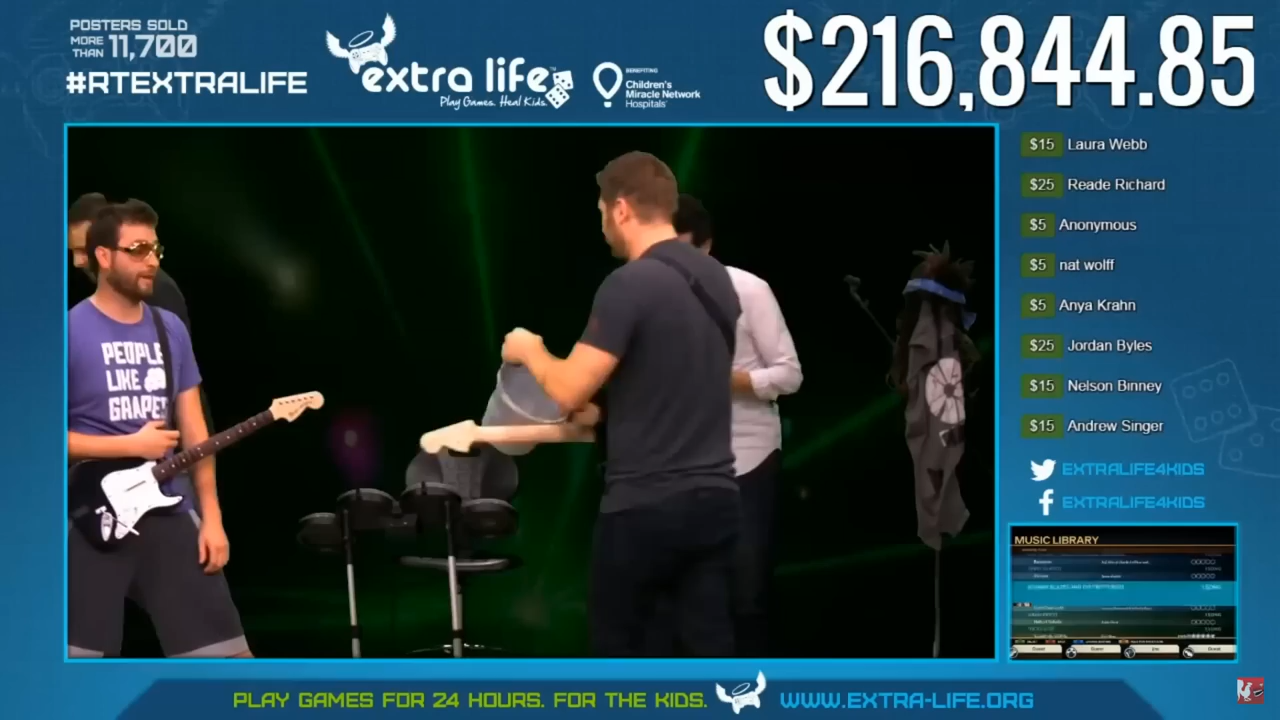 POSTERS SOLD
MORE THAN 11,700
#RTEXTRALIFE
extra life
Play Games. Heal Kids.
BENEFITING
Children's
Miracle Network
Hospitals
$216,844.85
$15 Laura Webb
$25 Reade Richard
$5 Anonymous
$5 nat wolff
$5 Anya Krahn
$25 Jordan Byles
$15 Nelson Binney
$15 Andrew Singer
EXTRALIFE4KIDS
EXTRALIFE4KIDS
PEOPLE
LIKE
GRAPES
MUSIC LIBRARY
PLAY GAMES FOR 24 HOURS. FOR THE KIDS.
WWW.EXTRA-LIFE.ORG